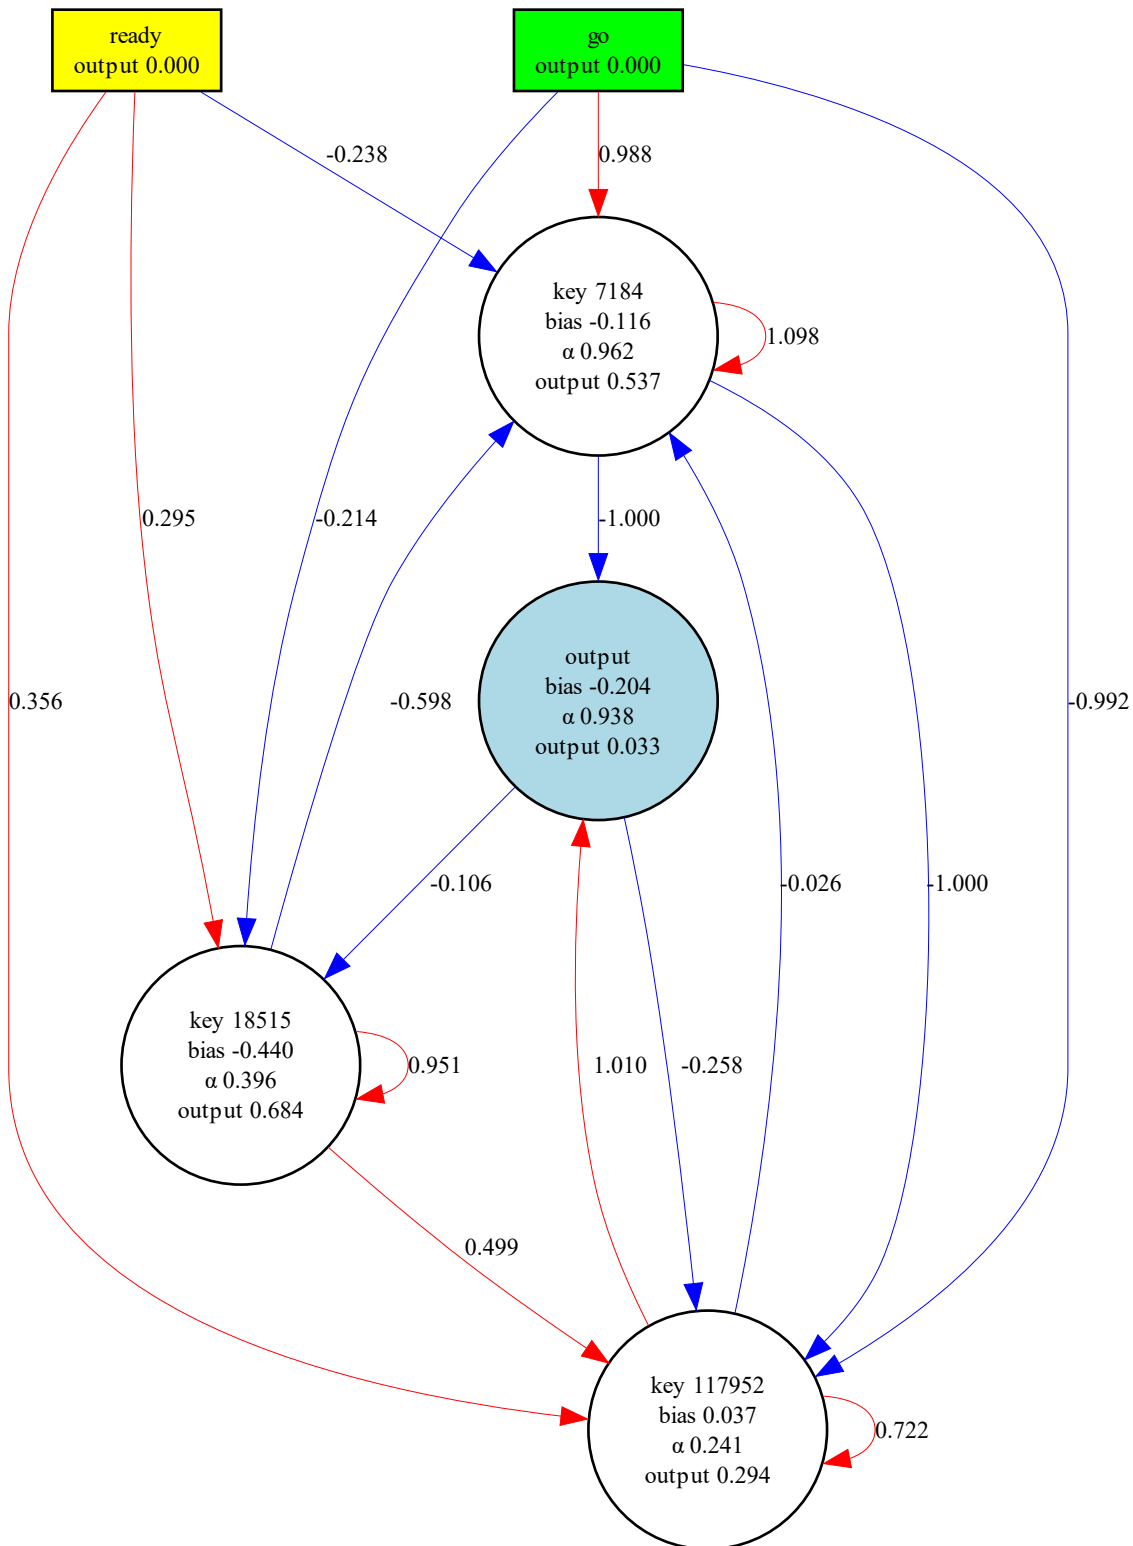 ready
output 0.000
go
output 0.000
-0.238
0.988
key 7184
bias -0.116
α 0.962
output 0.537
1.098
0.295
-0.214
-1.000
0.356
-0.598
output
bias -0.204
α 0.938
output 0.033
-0.992
-0.106
-0.026
-1.000
key 18515
bias -0.440
α 0.396
output 0.684
0.951
1.010
-0.258
0.499
key 117952
bias 0.037
α 0.241
output 0.294
0.722